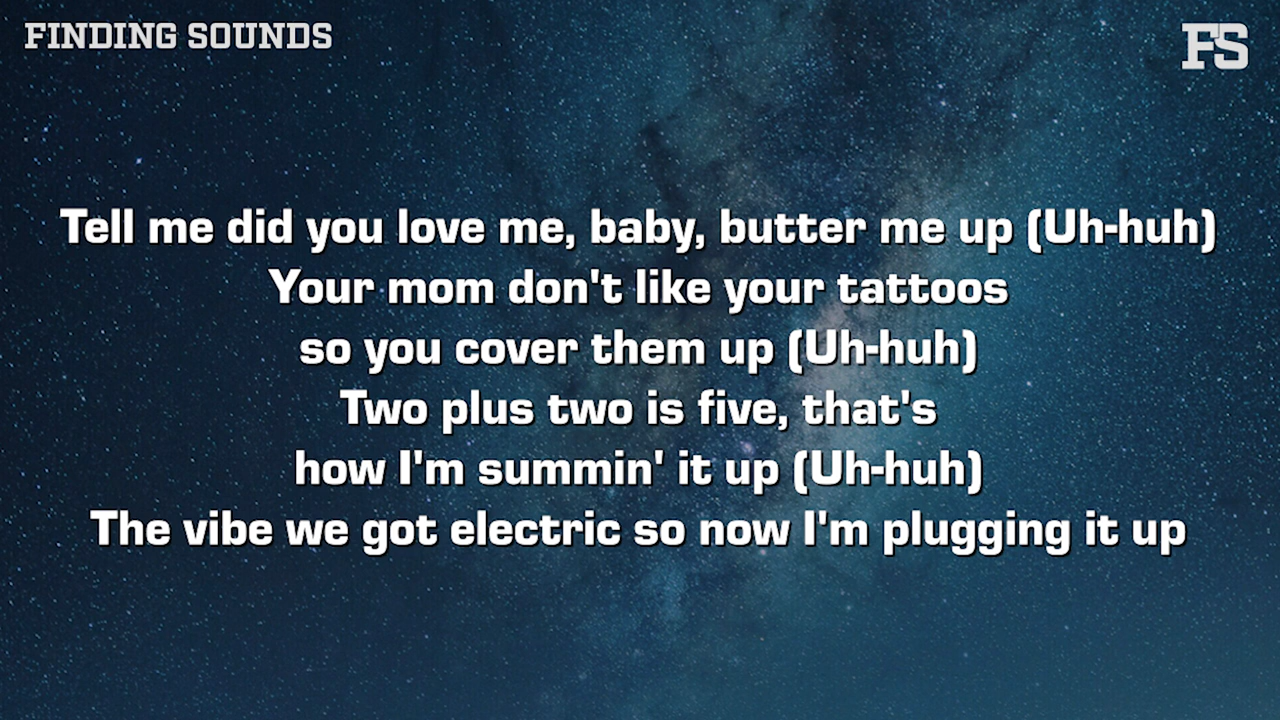 FINDING SOUNDS
FS
Tell me did you love me, baby, butter me up (Uh-huh)
Your mom don't like your tattoos
so you cover them up (Uh-huh)
Two plus two is five, that's
how I'm summin' it up (Uh-huh)
The vibe we got electric so now I'm plugging it up